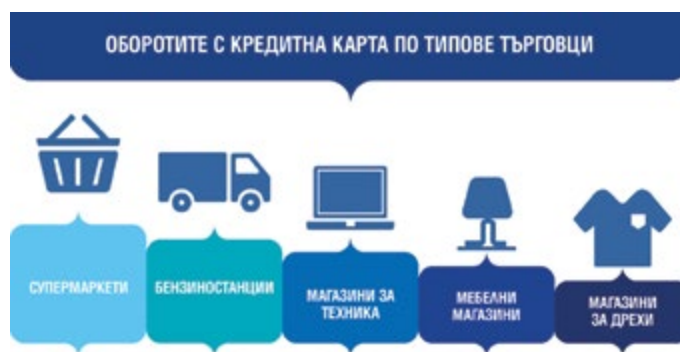 ОБОРОТИТЕ С КРЕДИТНА КАРТА ПО ТИПОВЕ ТЪРГОВЦИ
СУПЕРМАРКЕТИ
БЕНЗИНОСТАНЦИИ
МАГАЗИНИ ЗА
ТЕХНИКА
МЕБЕЛНИ
МАГАЗИНИ
МАГАЗИНИ
ЗА ДРЕХИ